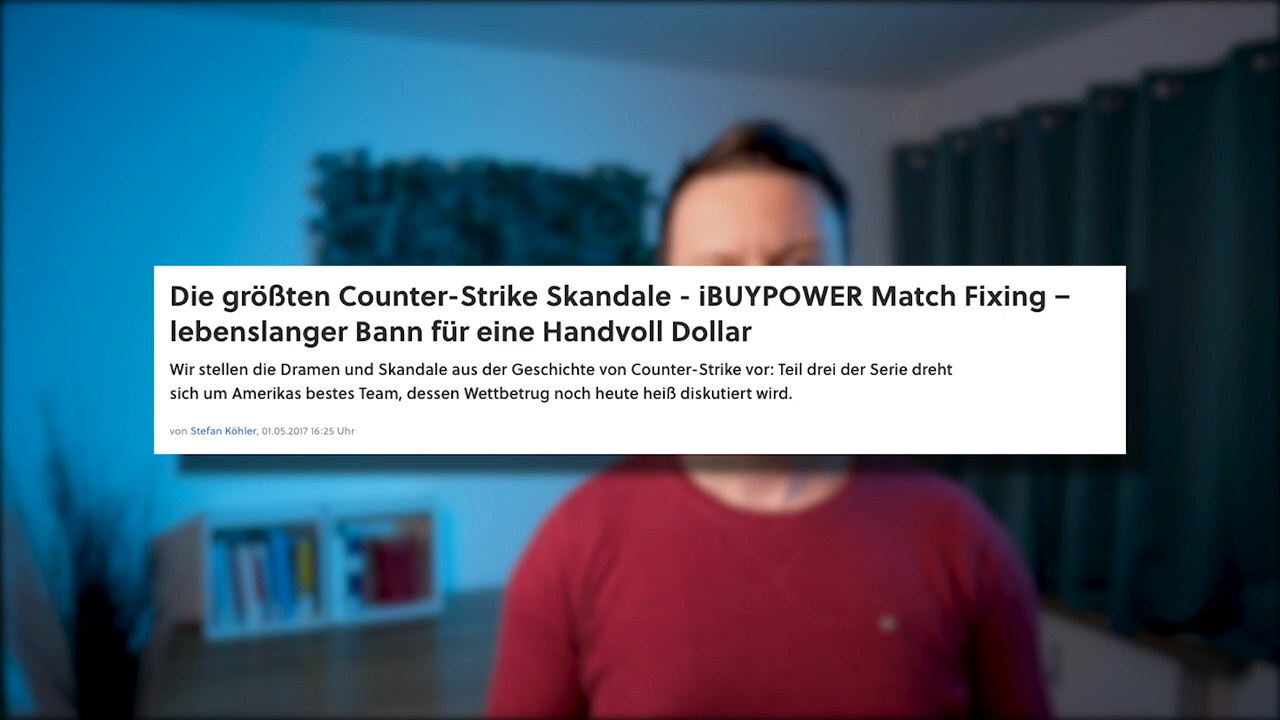 Die größten Counter-Strike Skandale - iBUYPOWER Match Fixing –
lebenslanger Bann für eine Handvoll Dollar
Wir stellen die Dramen und Skandale aus der Geschichte von Counter-Strike vor: Teil drei der Serie dreht
sich um Amerikas bestes Team, dessen Wettbetrug noch heute heiß diskutiert wird.
von Stefan Köhler, 01.05.2017 16:25 Uhr